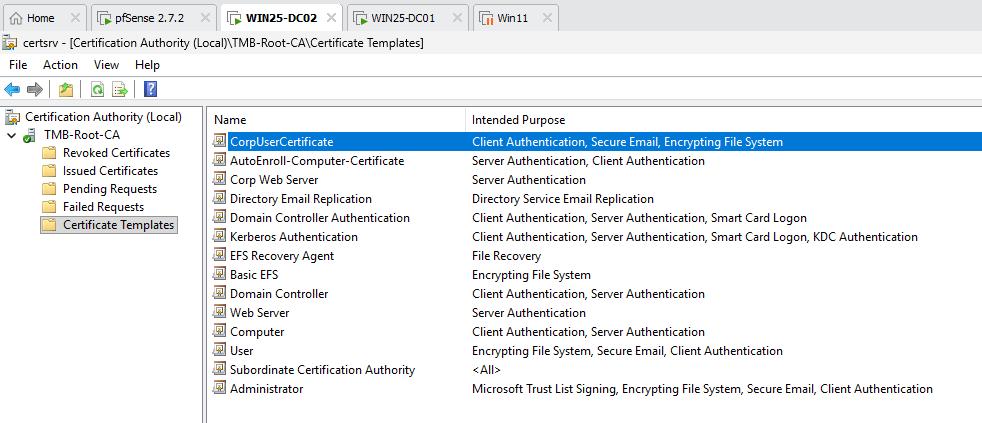 Home pfSense 2.7.2 WIN25-DC02 WIN25-DC01 Win11
certsrv - [Certification Authority (Local)\TMB-Root-CA\Certificate Templates]
File Action View Help
Certification Authority (Local)
TMB-Root-CA
Revoked Certificates
Issued Certificates
Pending Requests
Failed Requests
Certificate Templates
Name Intended Purpose
CorpUserCertificate Client Authentication, Secure Email, Encrypting File System
AutoEnroll-Computer-Certificate Server Authentication, Client Authentication
Corp Web Server Server Authentication
Directory Email Replication Directory Service Email Replication
Domain Controller Authentication Client Authentication, Server Authentication, Smart Card Logon
Kerberos Authentication Client Authentication, Server Authentication, Smart Card Logon, KDC Authentication
EFS Recovery Agent File Recovery
Basic EFS Encrypting File System
Domain Controller Client Authentication, Server Authentication
Web Server Server Authentication
Computer Client Authentication, Server Authentication
User Encrypting File System, Secure Email, Client Authentication
Subordinate Certification Authority <All>
Administrator Microsoft Trust List Signing, Encrypting File System, Secure Email, Client Authentication